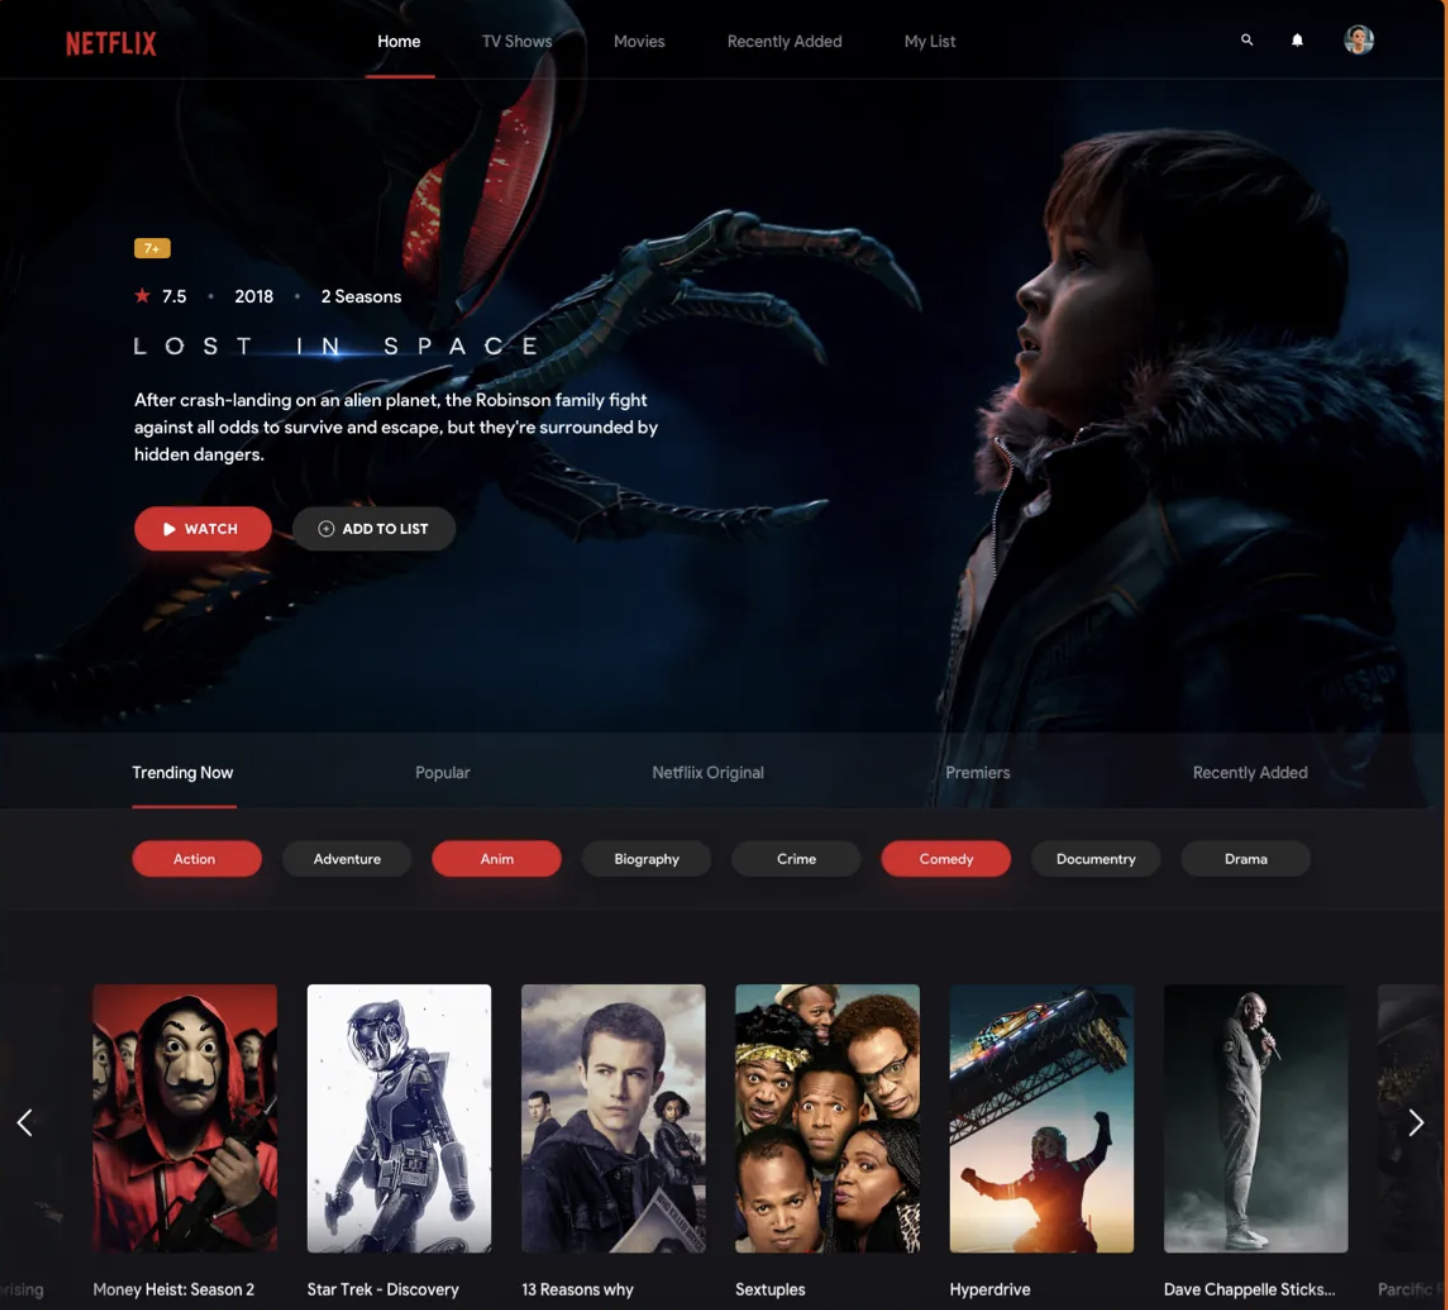 NETFLIX
Home
TV Shows
Movies
Recently Added
My List
7+
7.5 • 2018 • 2 Seasons
LOST IN SPACE
After crash-landing on an alien planet, the Robinson family fight
against all odds to survive and escape, but they're surrounded by
hidden dangers.
WATCH
ADD TO LIST
Trending Now
Popular
Netfliix Original
Premiers
Recently Added
Action
Adventure
Anim
Biography
Crime
Comedy
Documentry
Drama
rising
Money Heist: Season 2
Star Trek - Discovery
13 Reasons why
Sextuples
Hyperdrive
Dave Chappelle Sticks...
Parcific